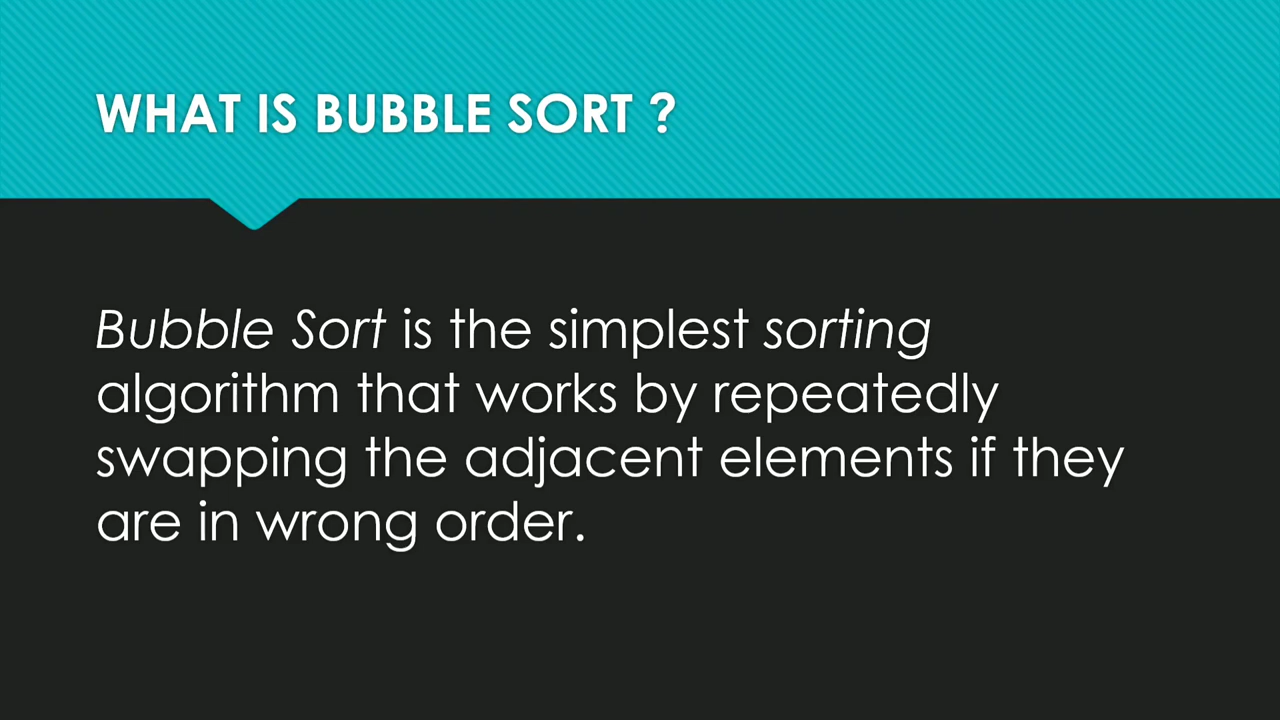 WHAT IS BUBBLE SORT ?
Bubble Sort is the simplest sorting
algorithm that works by repeatedly
swapping the adjacent elements if they
are in wrong order.